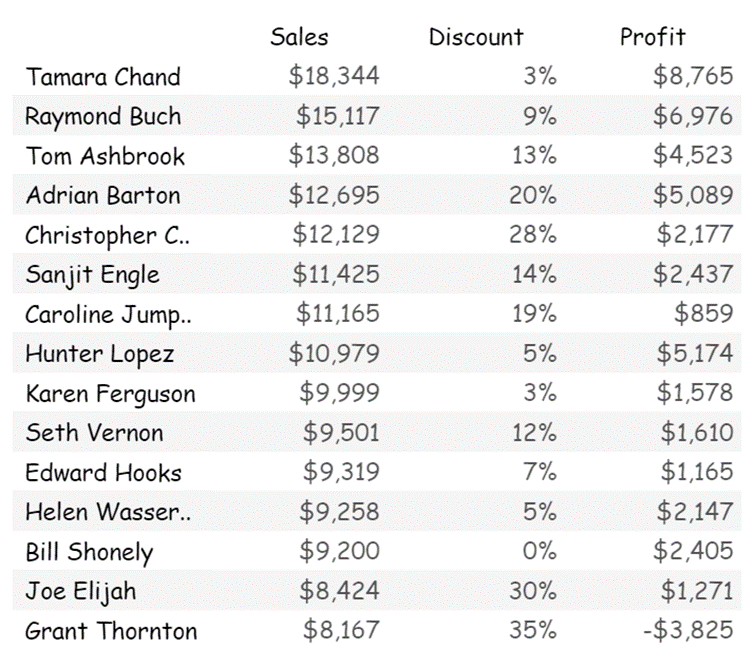 Sales Discount Profit
Tamara Chand $18,344 3% $8,765
Raymond Buch $15,117 9% $6,976
Tom Ashbrook $13,808 13% $4,523
Adrian Barton $12,695 20% $5,089
Christopher C.. $12,129 28% $2,177
Sanjit Engle $11,425 14% $2,437
Caroline Jump.. $11,165 19% $859
Hunter Lopez $10,979 5% $5,174
Karen Ferguson $9,999 3% $1,578
Seth Vernon $9,501 12% $1,610
Edward Hooks $9,319 7% $1,165
Helen Wasser.. $9,258 5% $2,147
Bill Shonely $9,200 0% $2,405
Joe Elijah $8,424 30% $1,271
Grant Thornton $8,167 35% -$3,825